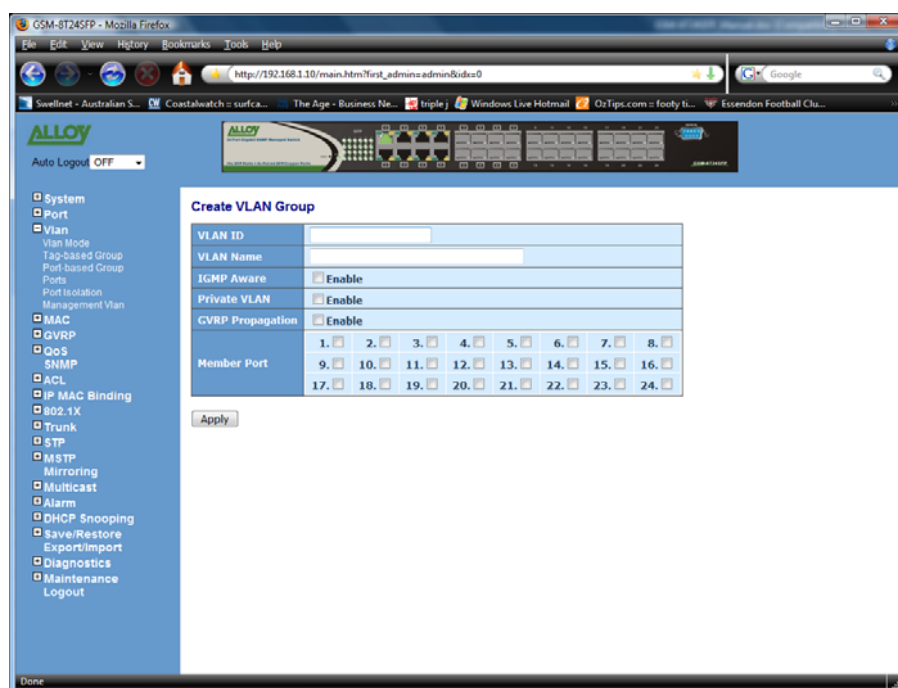 GSM-8T24SFP - Mozilla Firefox
File Edit View History Bookmarks Tools Help
http://192.168.1.10/main.htm?first_admin=admin&idx=0
Google
Swellnet - Australian S... Coastalwatch :: surfca... The Age - Business Ne... triple j Windows Live Hotmail OzTips.com :: footy ti... Essendon Football Clu...
ALLOY
Auto Logout OFF
ALLOY
System
Port
Vlan
Vlan Mode
Tag-based Group
Port-based Group
Ports
Port Isolation
Management Vlan
MAC
GVRP
QoS
SNMP
ACL
IP MAC Binding
802.1X
Trunk
STP
MSTP
Mirroring
Multicast
Alarm
DHCP Snooping
Save/Restore
Export/Import
Diagnostics
Maintenance
Logout
Create VLAN Group
VLAN ID
VLAN Name
IGMP Aware Enable
Private VLAN Enable
GVRP Propagation Enable
Member Port
1. 2. 3. 4. 5. 6. 7. 8.
9. 10. 11. 12. 13. 14. 15. 16.
17. 18. 19. 20. 21. 22. 23. 24.
Apply
Done